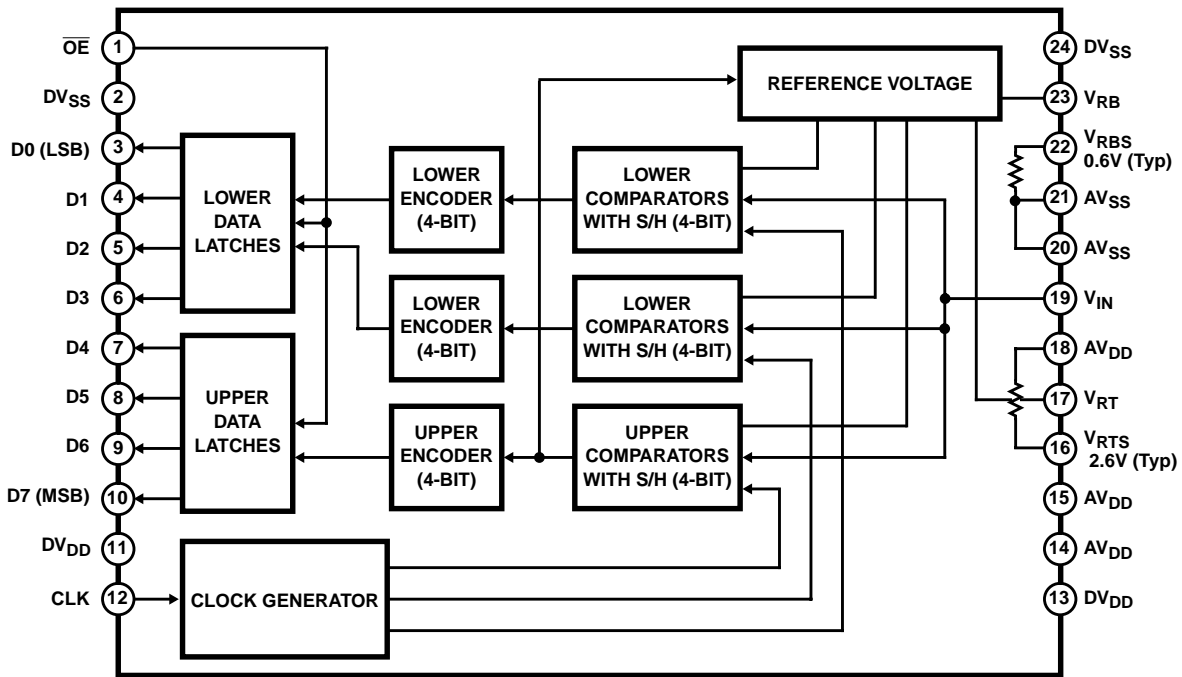 OE
1
DVSS
2
D0 (LSB)
3
D1
4
D2
5
D3
6
D4
7
D5
8
D6
9
D7 (MSB)
10
DVDD
11
CLK
12
LOWER
DATA
LATCHES
UPPER
DATA
LATCHES
CLOCK GENERATOR
LOWER
ENCODER
(4-BIT)
LOWER
ENCODER
(4-BIT)
UPPER
ENCODER
(4-BIT)
LOWER
COMPARATORS
WITH S/H (4-BIT)
LOWER
COMPARATORS
WITH S/H (4-BIT)
UPPER
COMPARATORS
WITH S/H (4-BIT)
REFERENCE VOLTAGE
24
DVSS
23
VRB
22
VRBS
0.6V (Typ)
21
AVSS
20
AVSS
19
VIN
18
AVDD
17
VRT
16
VRTS
2.6V (Typ)
15
AVDD
14
AVDD
13
DVDD